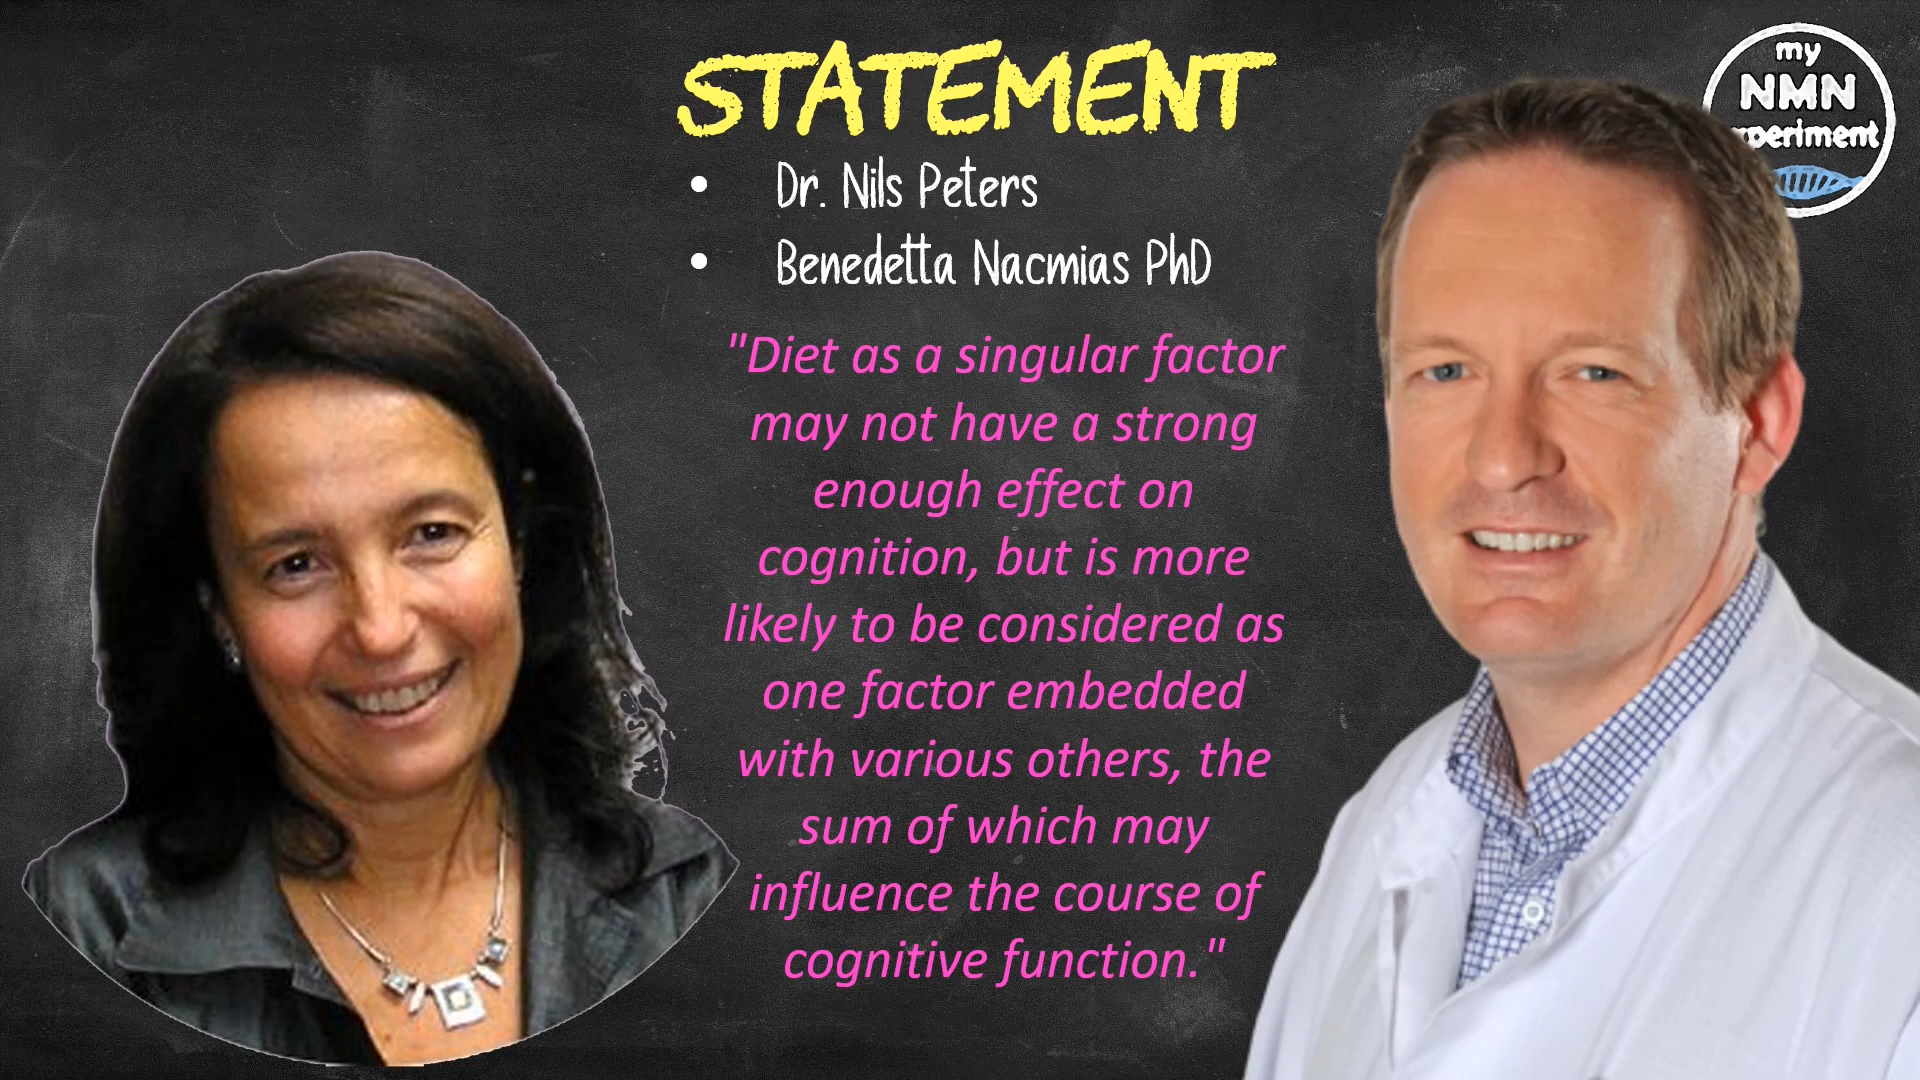 STATEMENT
my
NMN
periment
• Dr. Nils Peters
• Benedetta Nacmias PhD
"Diet as a singular factor
may not have a strong
enough effect on
cognition, but is more
likely to be considered as
one factor embedded
with various others, the
sum of which may
influence the course of
cognitive function."